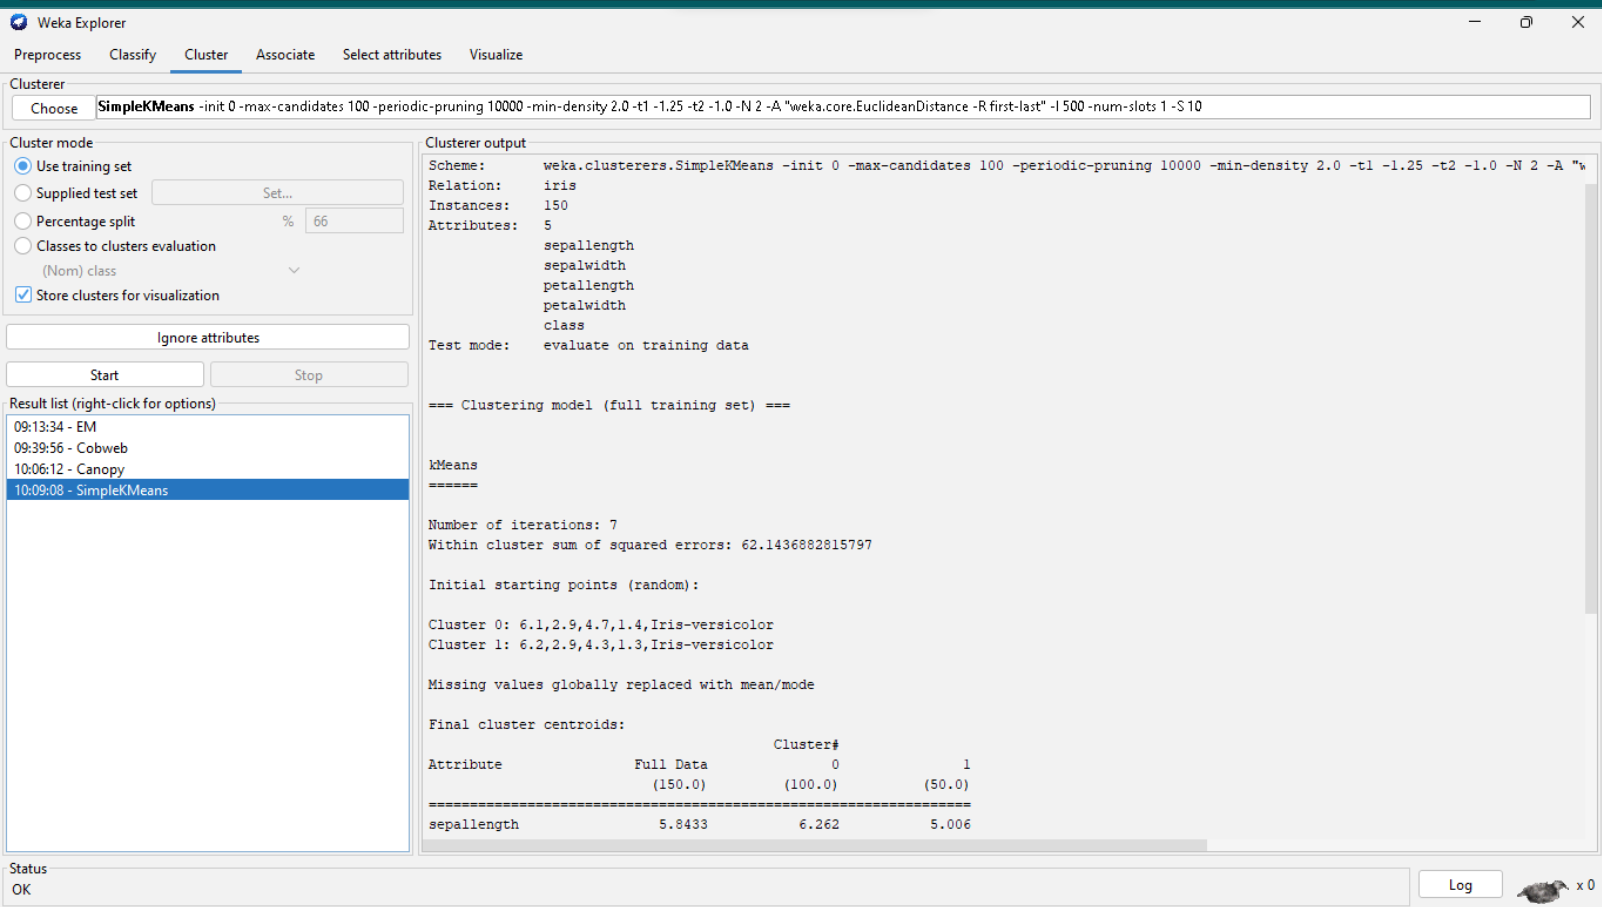 Weka Explorer
Preprocess Classify Cluster Associate Select attributes Visualize
Clusterer
Choose SimpleKMeans -init 0 -max-candidates 100 -periodic-pruning 10000 -min-density 2.0 -t1 -1.25 -t2 -1.0 -N 2 -A "weka.core.EuclideanDistance -R first-last" -I 500 -num-slots 1 -S 10
Cluster mode
Use training set
Supplied test set Set...
Percentage split % 66
Classes to clusters evaluation
(Nom) class
Store clusters for visualization
Ignore attributes
Start Stop
Result list (right-click for options)
09:13:34 - EM
09:39:56 - Cobweb
10:06:12 - Canopy
10:09:08 - SimpleKMeans
Clusterer output
Scheme: weka.clusterers.SimpleKMeans -init 0 -max-candidates 100 -periodic-pruning 10000 -min-density 2.0 -t1 -1.25 -t2 -1.0 -N 2 -A "w
Relation: iris
Instances: 150
Attributes: 5
sepallength
sepalwidth
petallength
petalwidth
class
Test mode: evaluate on training data
=== Clustering model (full training set) ===
kMeans
======
Number of iterations: 7
Within cluster sum of squared errors: 62.1436882815797
Initial starting points (random):
Cluster 0: 6.1,2.9,4.7,1.4,Iris-versicolor
Cluster 1: 6.2,2.9,4.3,1.3,Iris-versicolor
Missing values globally replaced with mean/mode
Final cluster centroids:
Cluster#
Attribute Full Data 0 1
(150.0) (100.0) (50.0)
==================================================================
sepallength 5.8433 6.262 5.006
Status
OK
Log x 0